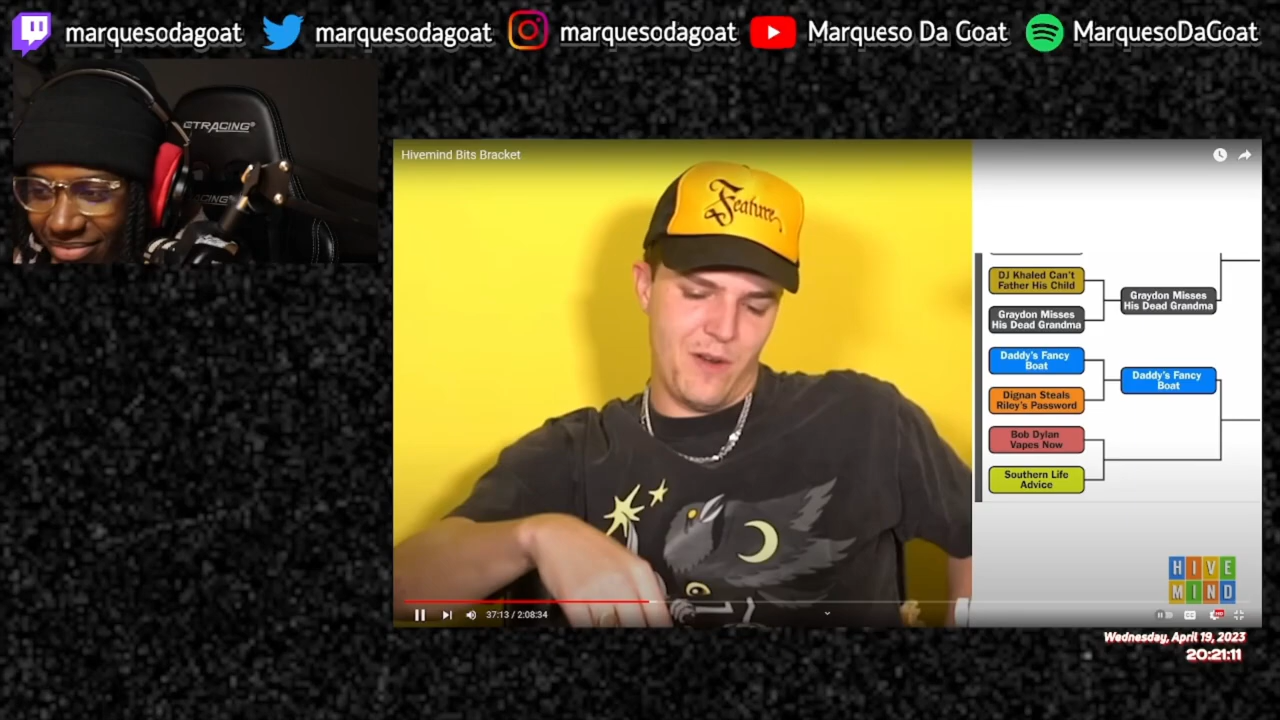 marquesodagoat marquesodagoat marquesodagoat Marqueso Da Goat MarquesoDaGoat
GTRACING
Hivemind Bits Bracket
Feature
DJ Khaled Can't
Father His Child
Graydon Misses
His Dead Grandma
Graydon Misses
His Dead Grandma
Daddy's Fancy
Boat
Daddy's Fancy
Boat
Dignan Steals
Riley's Password
Bob Dylan
Vapes Now
Southern Life
Advice
HIVE
MIND
37:13 / 2:08:34
Wednesday, April 19, 2023
20:21:11